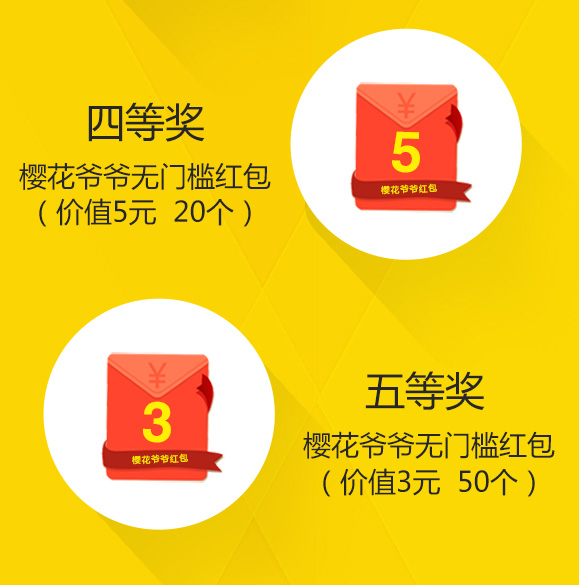 四等奖
樱花爷爷无门槛红包
（价值5元 20个）
¥
5
樱花爷爷红包
¥
3
樱花爷爷红包
五等奖
樱花爷爷无门槛红包
（价值3元 50个）